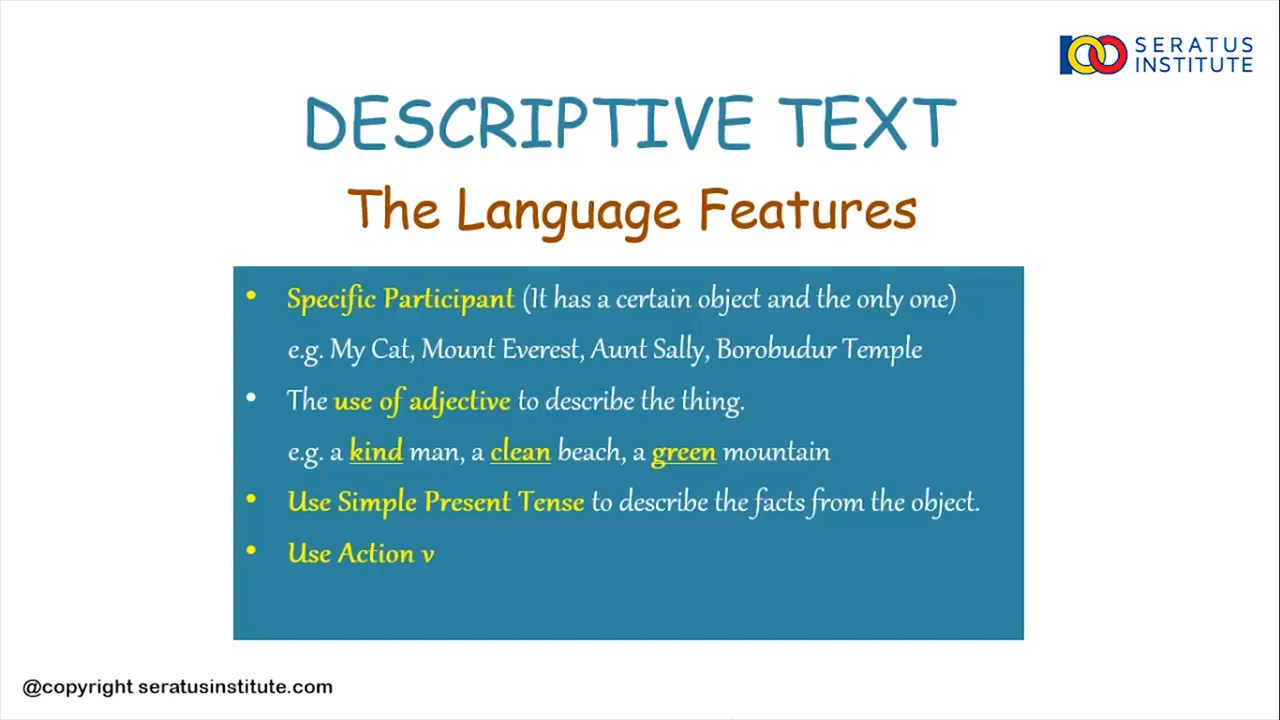 SERATUS
INSTITUTE
DESCRIPTIVE TEXT
The Language Features
• Specific Participant (It has a certain object and the only one)
e.g. My Cat, Mount Everest, Aunt Sally, Borobudur Temple
• The use of adjective to describe the thing.
e.g. a kind man, a clean beach, a green mountain
• Use Simple Present Tense to describe the facts from the object.
• Use Action v
@copyright seratusinstitute.com